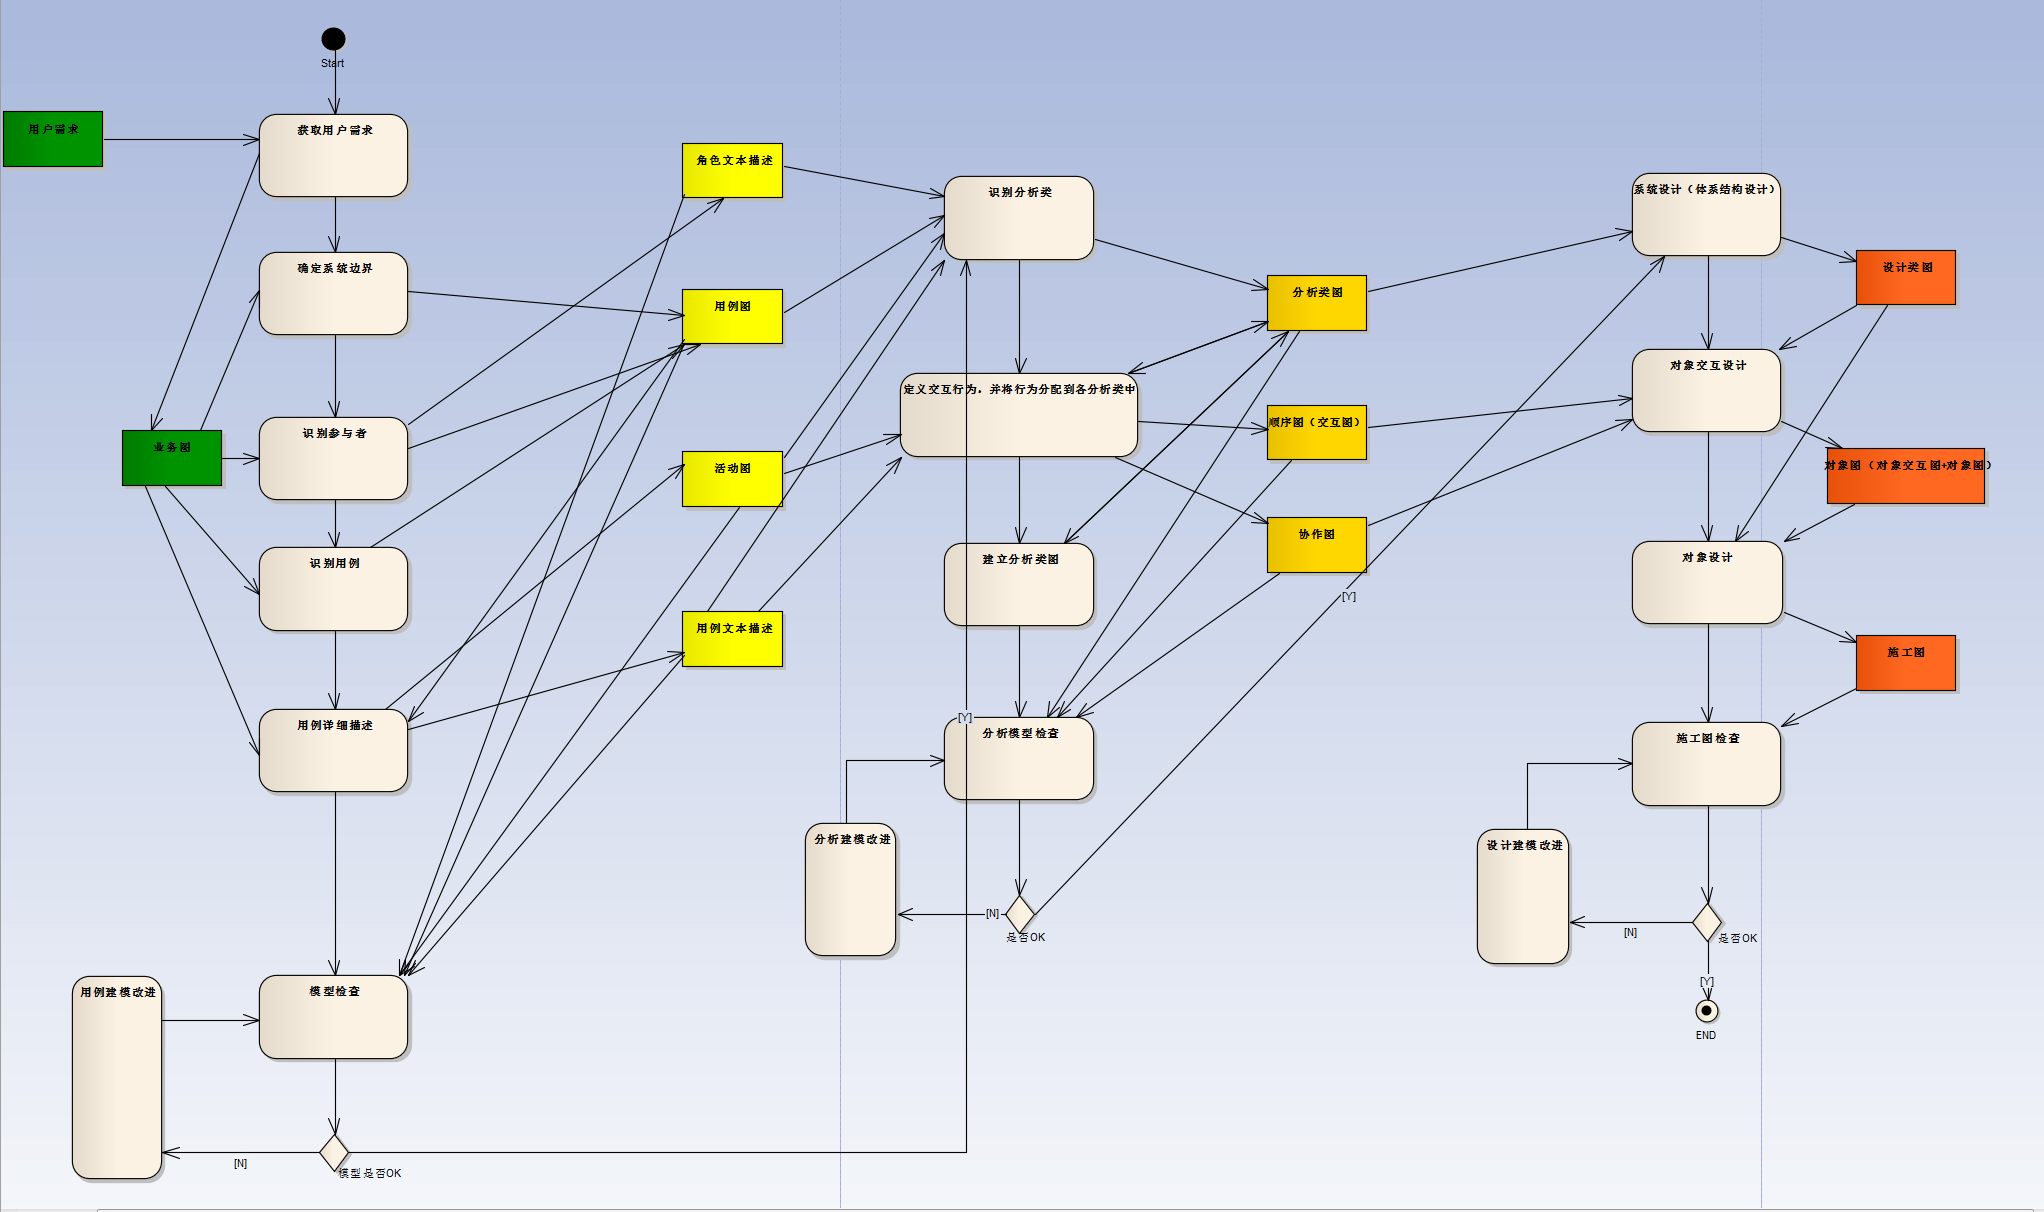 Start
用户需求
获取用户需求
确定系统边界
识别参与者
业务图
识别用例
用例详细描述
用例建模改进
模型检查
[N]
模型是否OK
角色文本描述
用例图
活动图
用例文本描述
识别分析类
定义交互行为，并将行为分配到各分析类中
建立分析类图
[Y]
分析模型检查
分析建模改进
[N]
是否OK
分析类图
顺序图（交互图）
协作图
[Y]
系统设计（体系结构设计）
设计类图
对象交互设计
对象图（对象交互图+对象图）
对象设计
施工图
施工图检查
设计建模改进
[N]
是否OK
[Y]
END